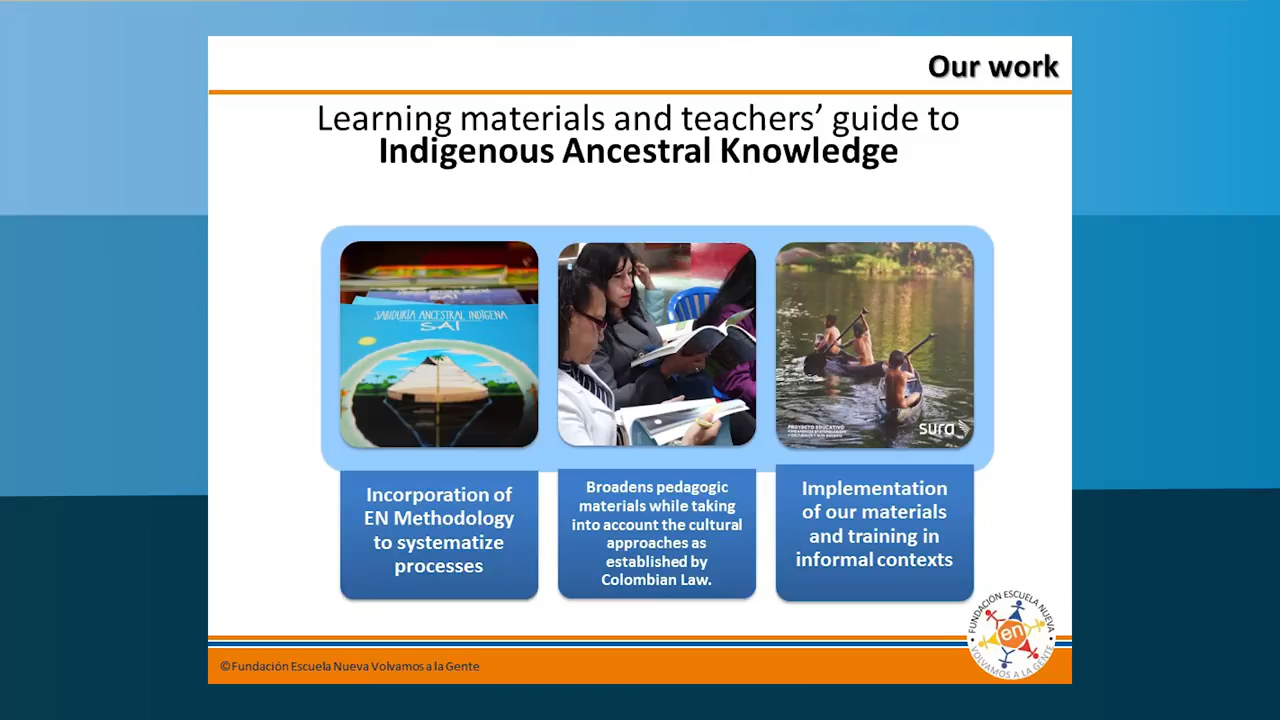 Our work
Learning materials and teachers’ guide to
Indigenous Ancestral Knowledge
SABIDURÍA ANCESTRAL INDÍGENA
SAI
PROYECTO EDUCATIVO
sura
Incorporation of
EN Methodology
to systematize
processes
Broadens pedagogic
materials while taking
into account the cultural
approaches as
established by
Colombian Law.
Implementation
of our materials
and training in
informal contexts
FUNDACIÓN ESCUELA NUEVA
en
VOLVAMOS A LA GENTE
©Fundación Escuela Nueva Volvamos a la Gente